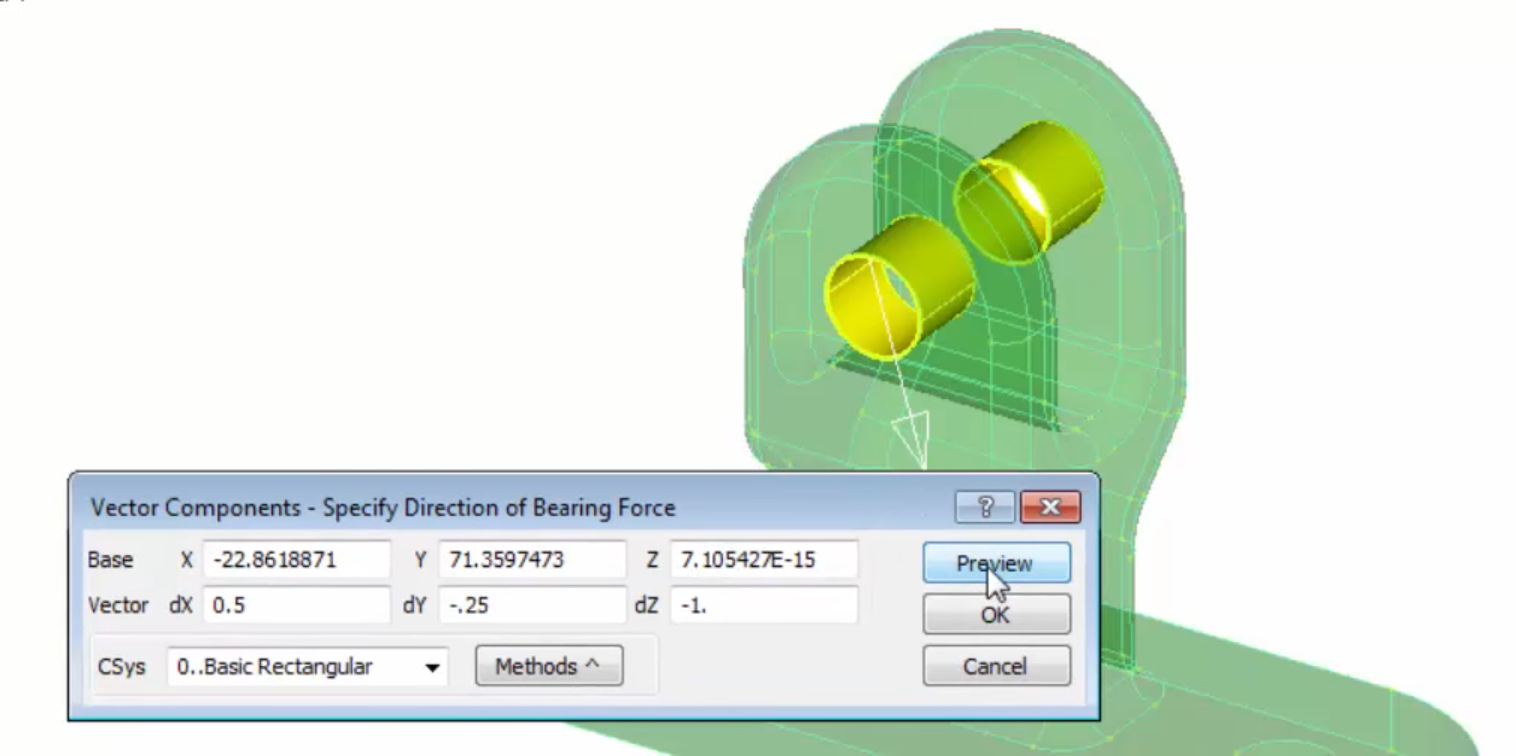 Vector Components - Specify Direction of Bearing Force ?
Base X -22.8618871 Y 71.3597473 Z 7.105427E-15 Preview
Vector dX 0.5 dY -.25 dZ -1. OK
CSys 0..Basic Rectangular Methods ^ Cancel